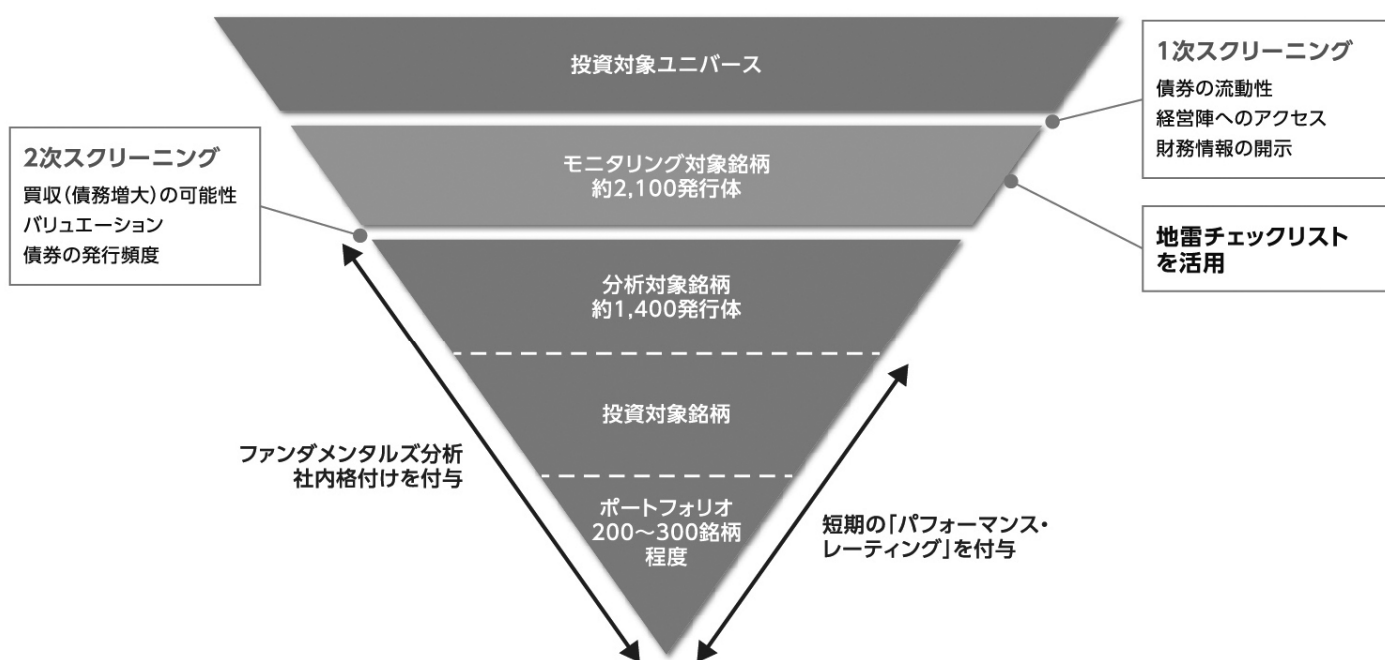 投資対象ユニバース
1次スクリーニング
債券の流動性
経営陣へのアクセス
財務情報の開示
モニタリング対象銘柄
約2,100発行体
2次スクリーニング
買収(債務増大)の可能性
バリュエーション
債券の発行頻度
地雷チェックリスト
を活用
分析対象銘柄
約1,400発行体
投資対象銘柄
ファンダメンタルズ分析
社内格付けを付与
ポートフォリオ
200〜300銘柄
程度
短期の「パフォーマンス・
レーティング」を付与